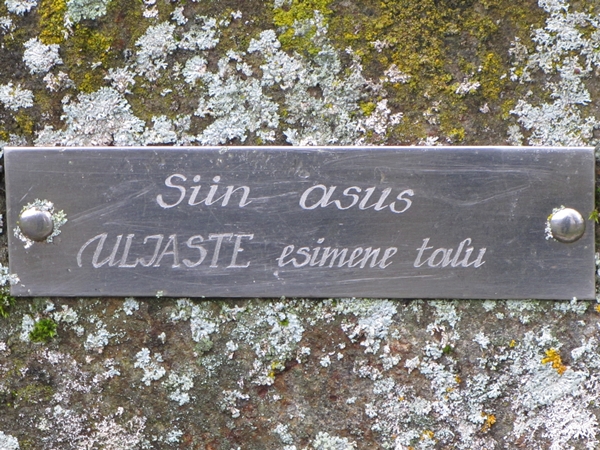 Siin asus
ULJASTE esimene talu